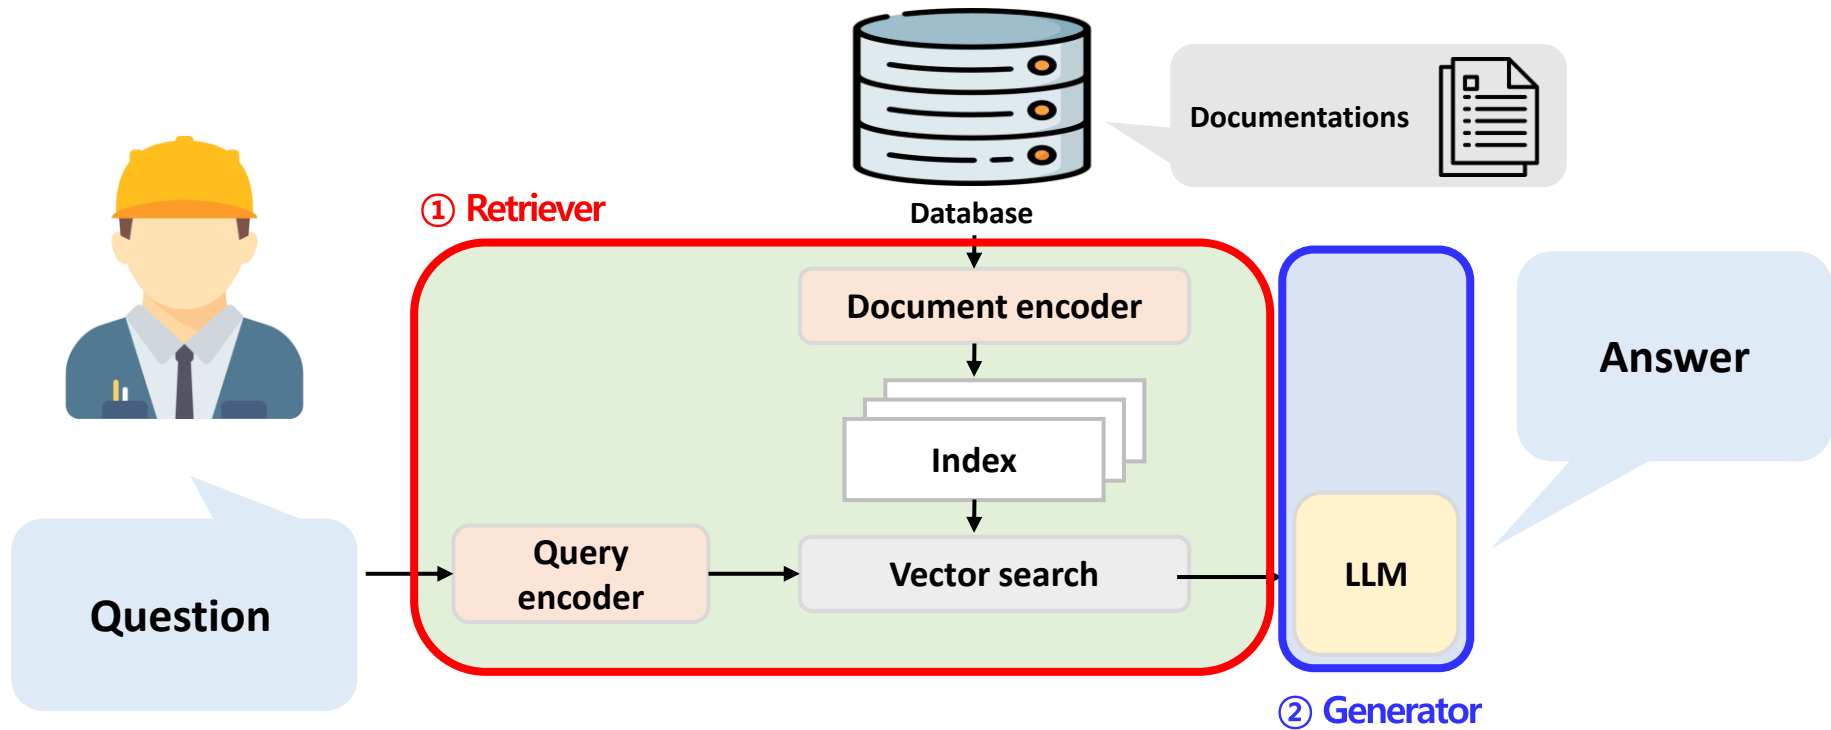 Documentations
① Retriever
Database
Document encoder
Index
Query
encoder
Vector search
LLM
Answer
Question
② Generator